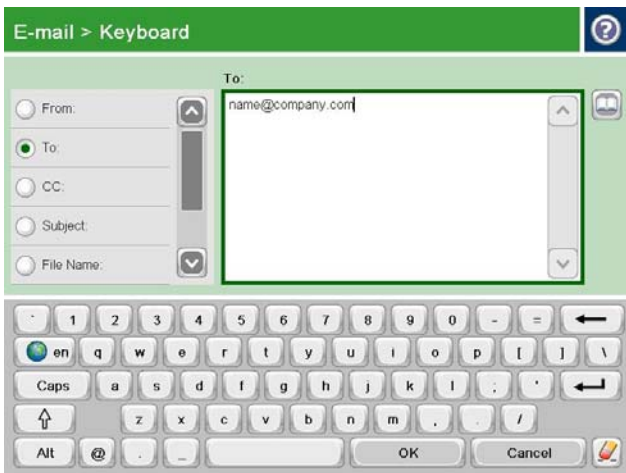 E-mail > Keyboard
To:
From:
To:
CC:
Subject:
File Name:
name@company.com
` 1 2 3 4 5 6 7 8 9 0 - =
en q w e r t y u i o p [ ] \
Caps a s d f g h j k l ; '
z x c v b n m , . /
Alt @ . _ OK Cancel